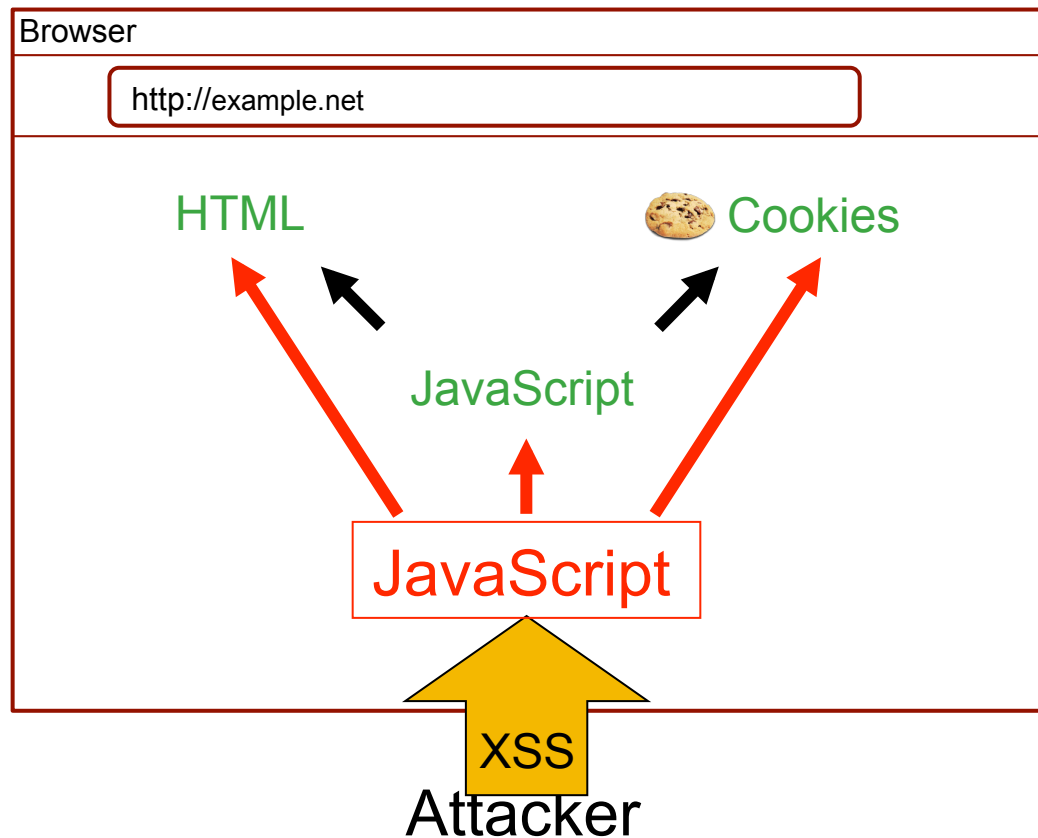 Browser
http://example.net
HTML
Cookies
JavaScript
JavaScript
XSS
Attacker